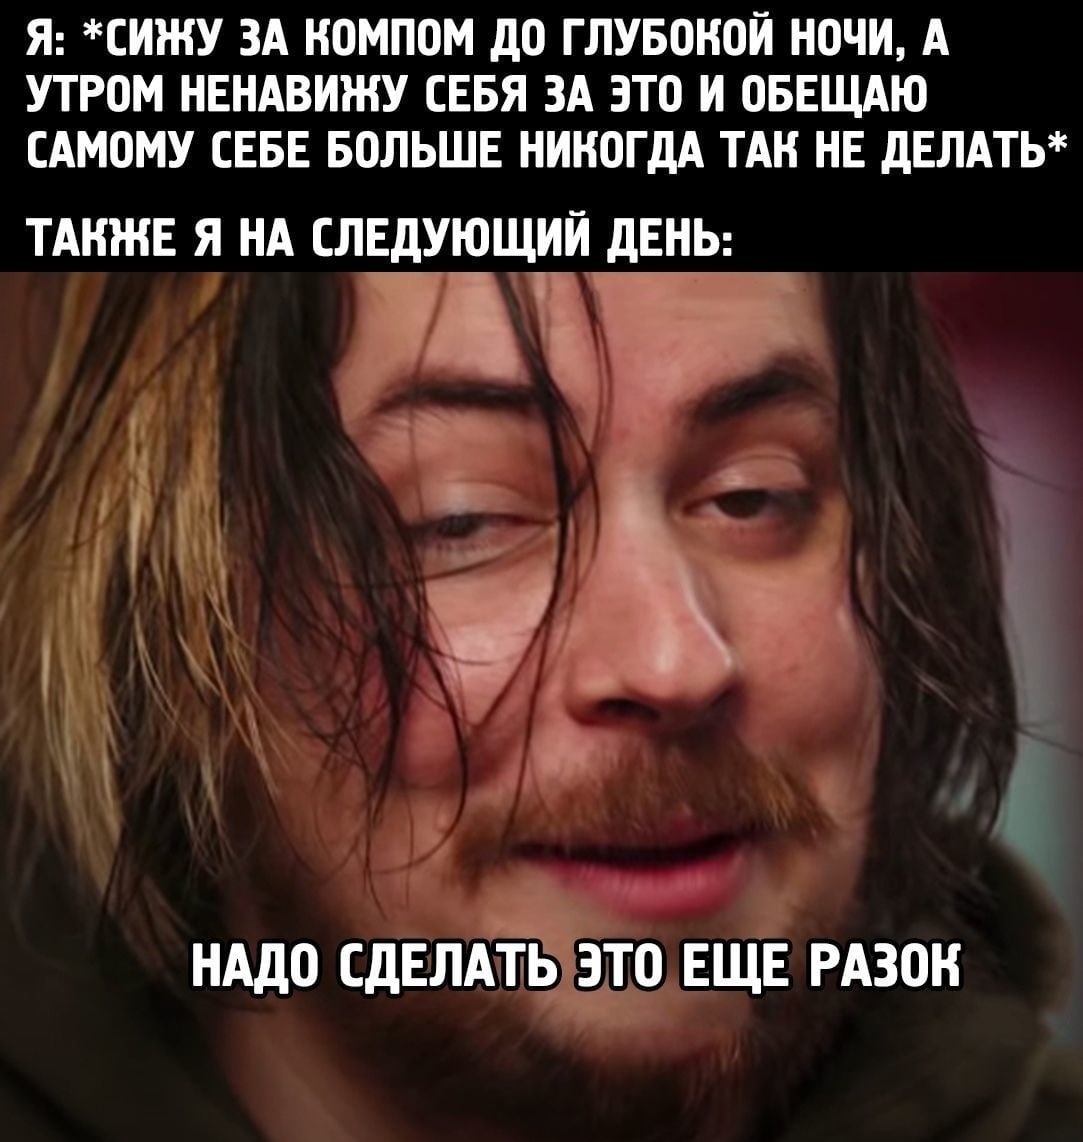 Я: *СИЖУ ЗА КОМПОМ ДО ГЛУБОКОЙ НОЧИ, А
УТРОМ НЕНАВИЖУ СЕБЯ ЗА ЭТО И ОБЕЩАЮ
САМОМУ СЕБЕ БОЛЬШЕ НИКОГДА ТАК НЕ ДЕЛАТЬ*
ТАКЖЕ Я НА СЛЕДУЮЩИЙ ДЕНЬ:
НАДО СДЕЛАТЬ ЭТО ЕЩЕ РАЗОК